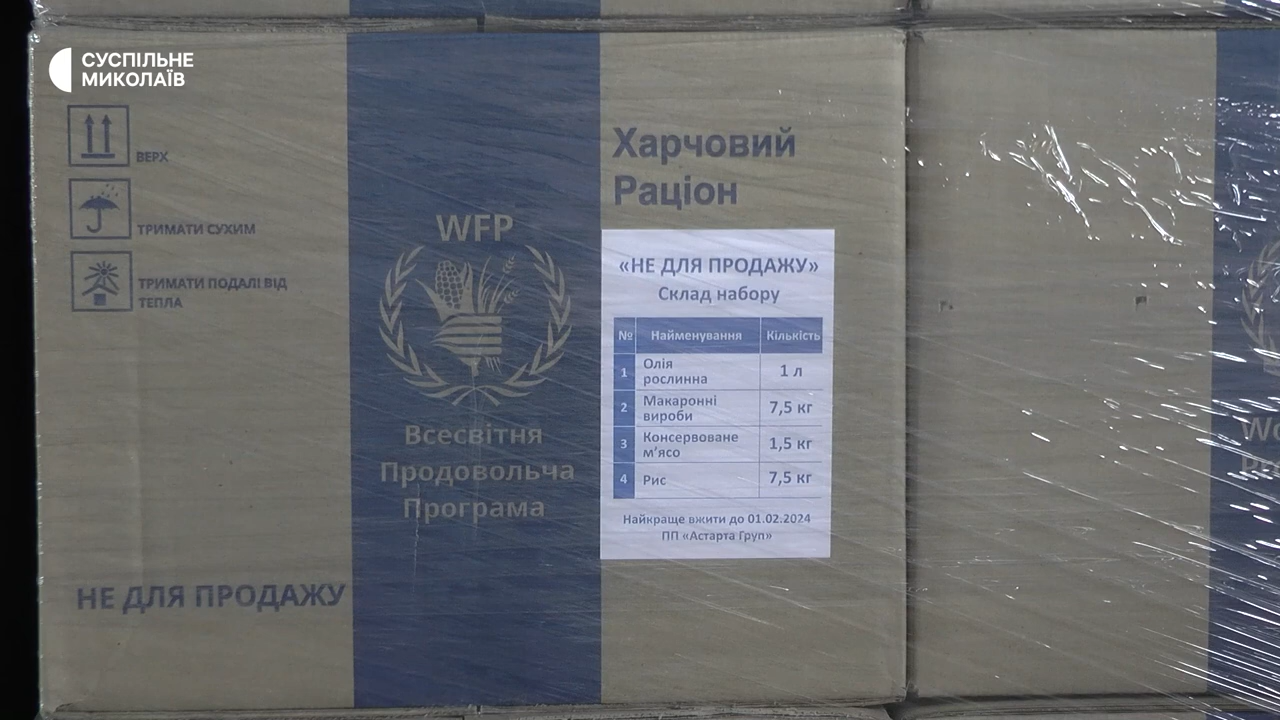 СУСПІЛЬНЕ
МИКОЛАЇВ
ВЕРХ
ТРИМАТИ СУХИМ
ТРИМАТИ ПОДАЛІ ВІД
ТЕПЛА
НЕ ДЛЯ ПРОДАЖУ
WFP
Всесвітня
Продовольча
Програма
Харчовий
Раціон
«НЕ ДЛЯ ПРОДАЖУ»
Склад набору
№ Найменування Кількість
1 Олія рослинна 1 л
2 Макаронні вироби 7,5 кг
3 Консервоване м'ясо 1,5 кг
4 Рис 7,5 кг
Найкраще вжити до 01.02.2024
ПП «Астарта Груп»